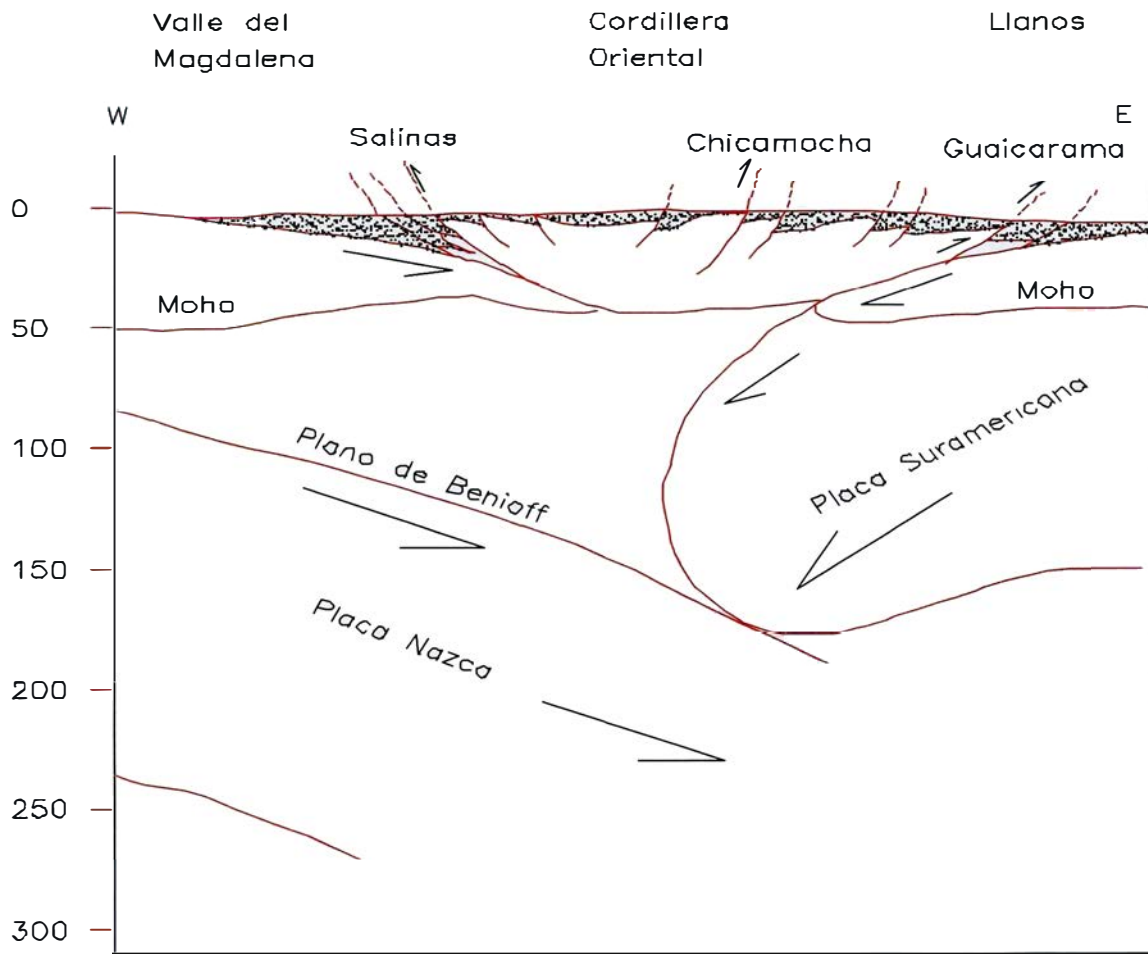 Valle del
Magdalena
Cordillera
Oriental
Llanos
W
E
Salínas
Chicamocha
Guaicarama
0
Moho
Moho
50
100
Plano de Benioff
Placa Suramericana
150
Placa Nazca
200
250
300